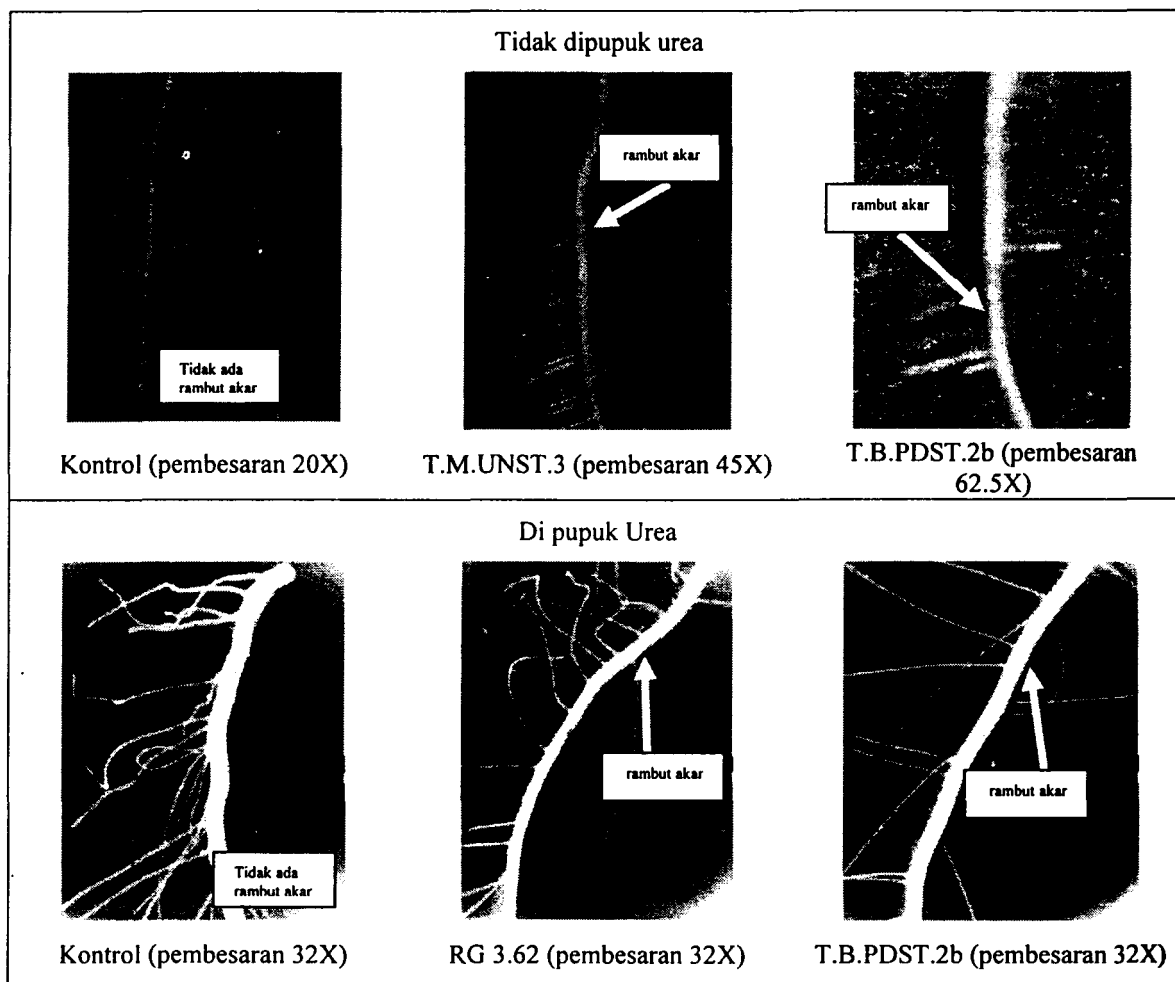 Tidak dipupuk urea
rambut akar
rambut akar
Tidak ada
ramhut akar
Kontrol (pembesaran 20X)
T.M.UNST.3 (pembesaran 45X)
T.B.PDST.2b (pembesaran
62.5X)
Di pupuk Urea
Tidak ada
rambut akar
rambut akar
rambut akar
Kontrol (pembesaran 32X)
RG 3.62 (pembesaran 32X)
T.B.PDST.2b (pembesaran 32X)